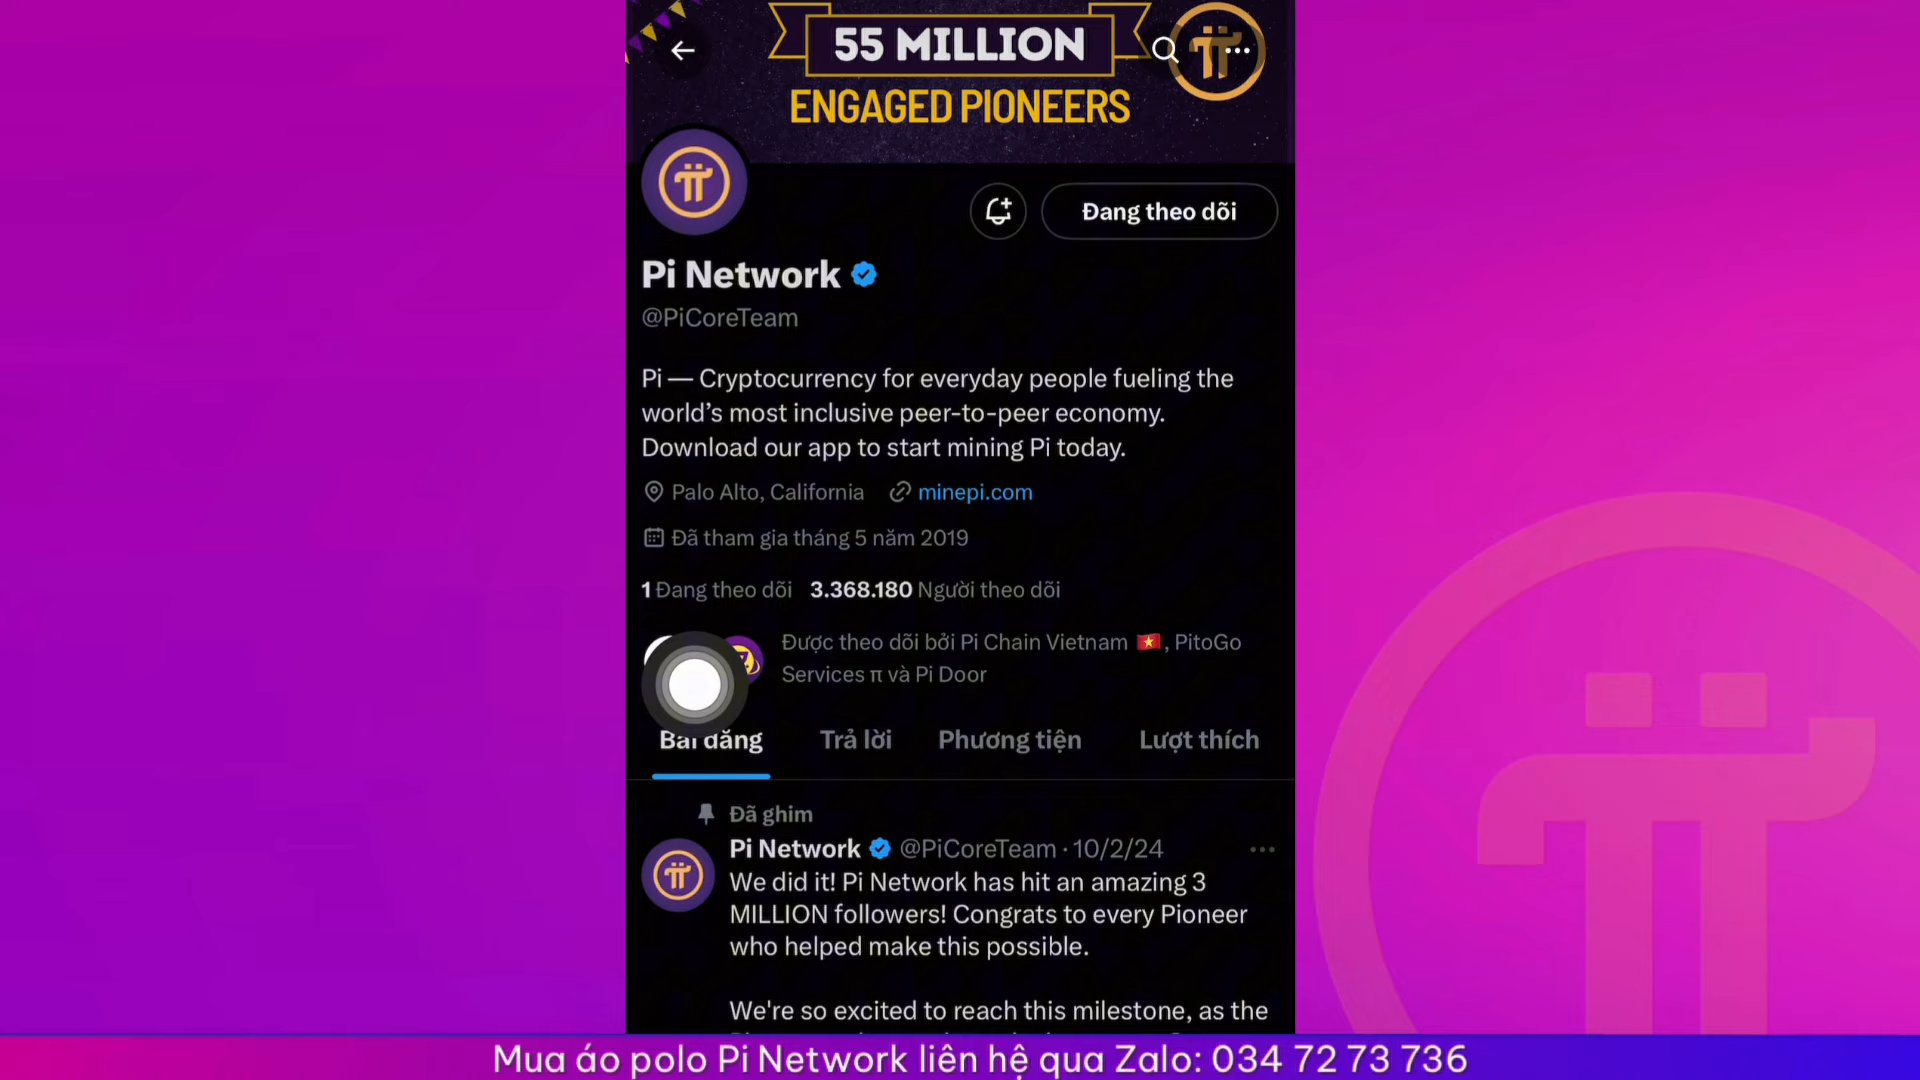 55 MILLION
ENGAGED PIONEERS
Đang theo dõi
Pi Network
@PiCoreTeam
Pi — Cryptocurrency for everyday people fueling the
world's most inclusive peer-to-peer economy.
Download our app to start mining Pi today.
Palo Alto, California minepi.com
Đã tham gia tháng 5 năm 2019
1 Đang theo dõi 3.368.180 Người theo dõi
Được theo dõi bởi Pi Chain Vietnam 🇻🇳, PitoGo
Services π và Pi Door
Bài đăng Trả lời Phương tiện Lượt thích
Đã ghim
Pi Network @PiCoreTeam · 10/2/24
We did it! Pi Network has hit an amazing 3
MILLION followers! Congrats to every Pioneer
who helped make this possible.
We're so excited to reach this milestone, as the
Mua áo polo Pi Network liên hệ qua Zalo: 034 72 73 736